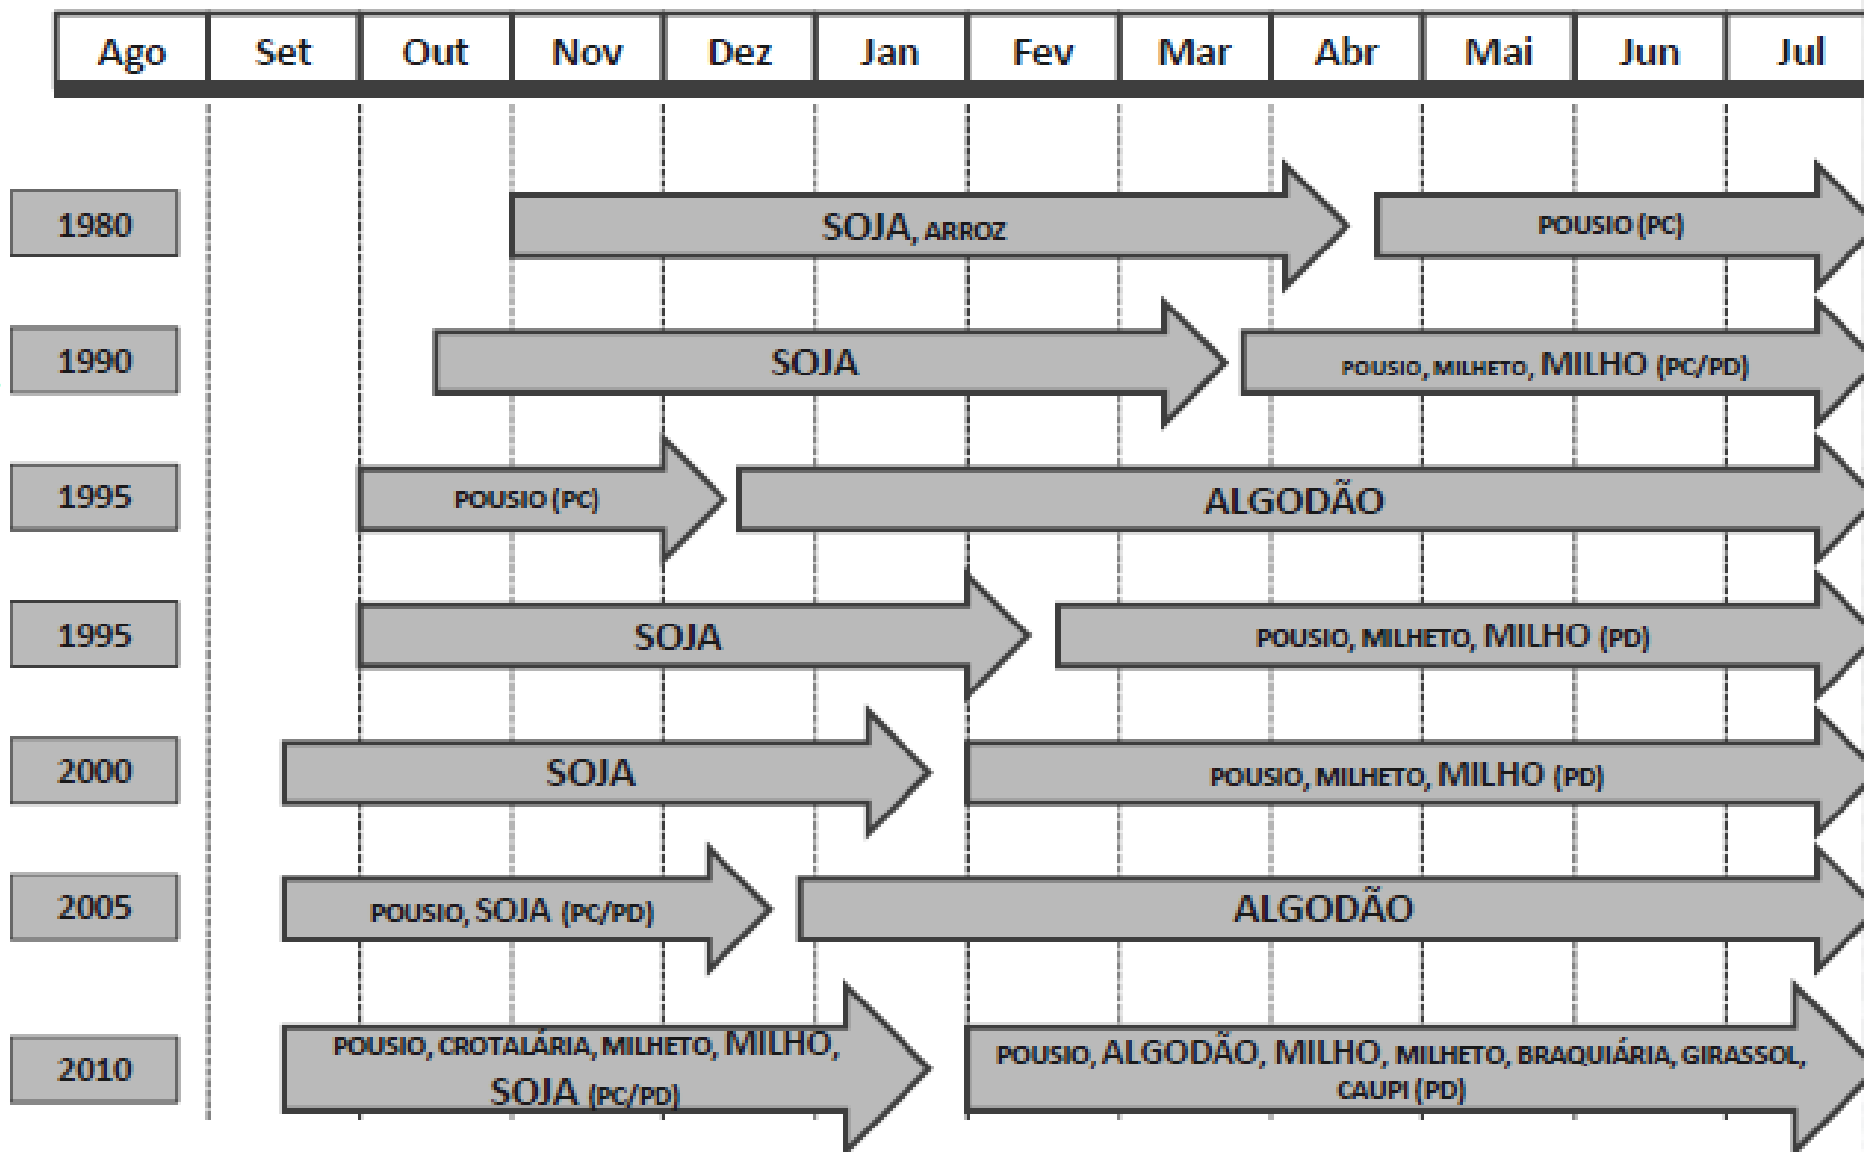 Ago Set Out Nov Dez Jan Fev Mar Abr Mai Jun Jul
1980 SOJA, ARROZ POUSIO (PC)
1990 SOJA POUSIO, MILHETO, MILHO (PC/PD)
1995 POUSIO (PC) ALGODÃO
1995 SOJA POUSIO, MILHETO, MILHO (PD)
2000 SOJA POUSIO, MILHETO, MILHO (PD)
2005 POUSIO, SOJA (PC/PD) ALGODÃO
2010
POUSIO, CROTALÁRIA, MILHETO, MILHO,
SOJA (PC/PD)
POUSIO, ALGODÃO, MILHO, MILHETO, BRAQUIÁRIA, GIRASSOL,
CAUPI (PD)